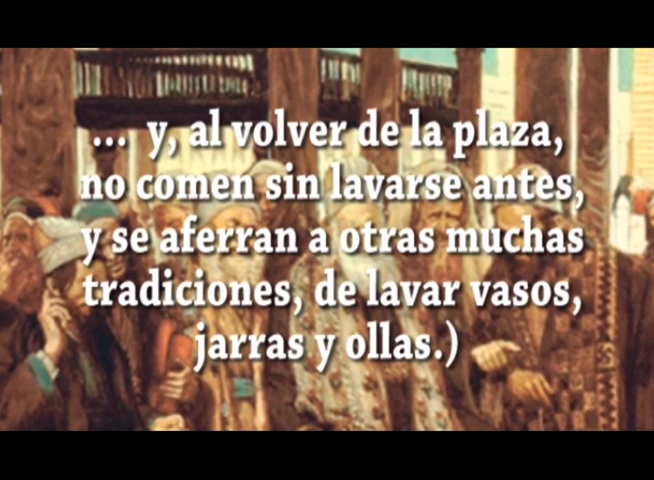 ... y, al volver de la plaza,
no comen sin lavarse antes,
y se aferran a otras muchas
tradiciones, de lavar vasos,
jarras y ollas.)